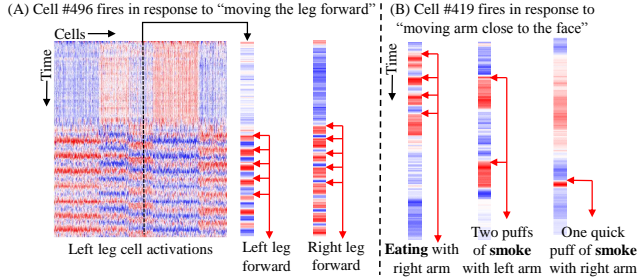 (A) Cell #496 fires in response to “moving the leg forward”
Cells
Time
Left leg cell activations
Left leg
forward
Right leg
forward
(B) Cell #419 fires in response to
“moving arm close to the face”
Time
Eating with
right arm
Two puffs
of smoke
with left arm
One quick
puff of smoke
with right arm